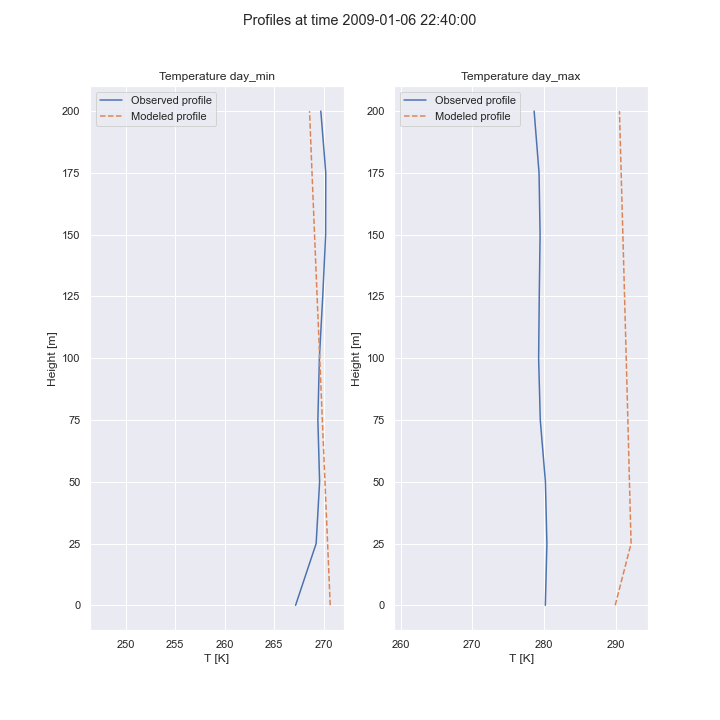 Profiles at time 2009-01-06 22:40:00
Temperature day_min
Observed profile
Modeled profile
200
175
150
125
100
75
50
25
0
Height [m]
250 255 260 265 270
T [K]
Temperature day_max
Observed profile
Modeled profile
200
175
150
125
100
75
50
25
0
Height [m]
260 270 280 290
T [K]